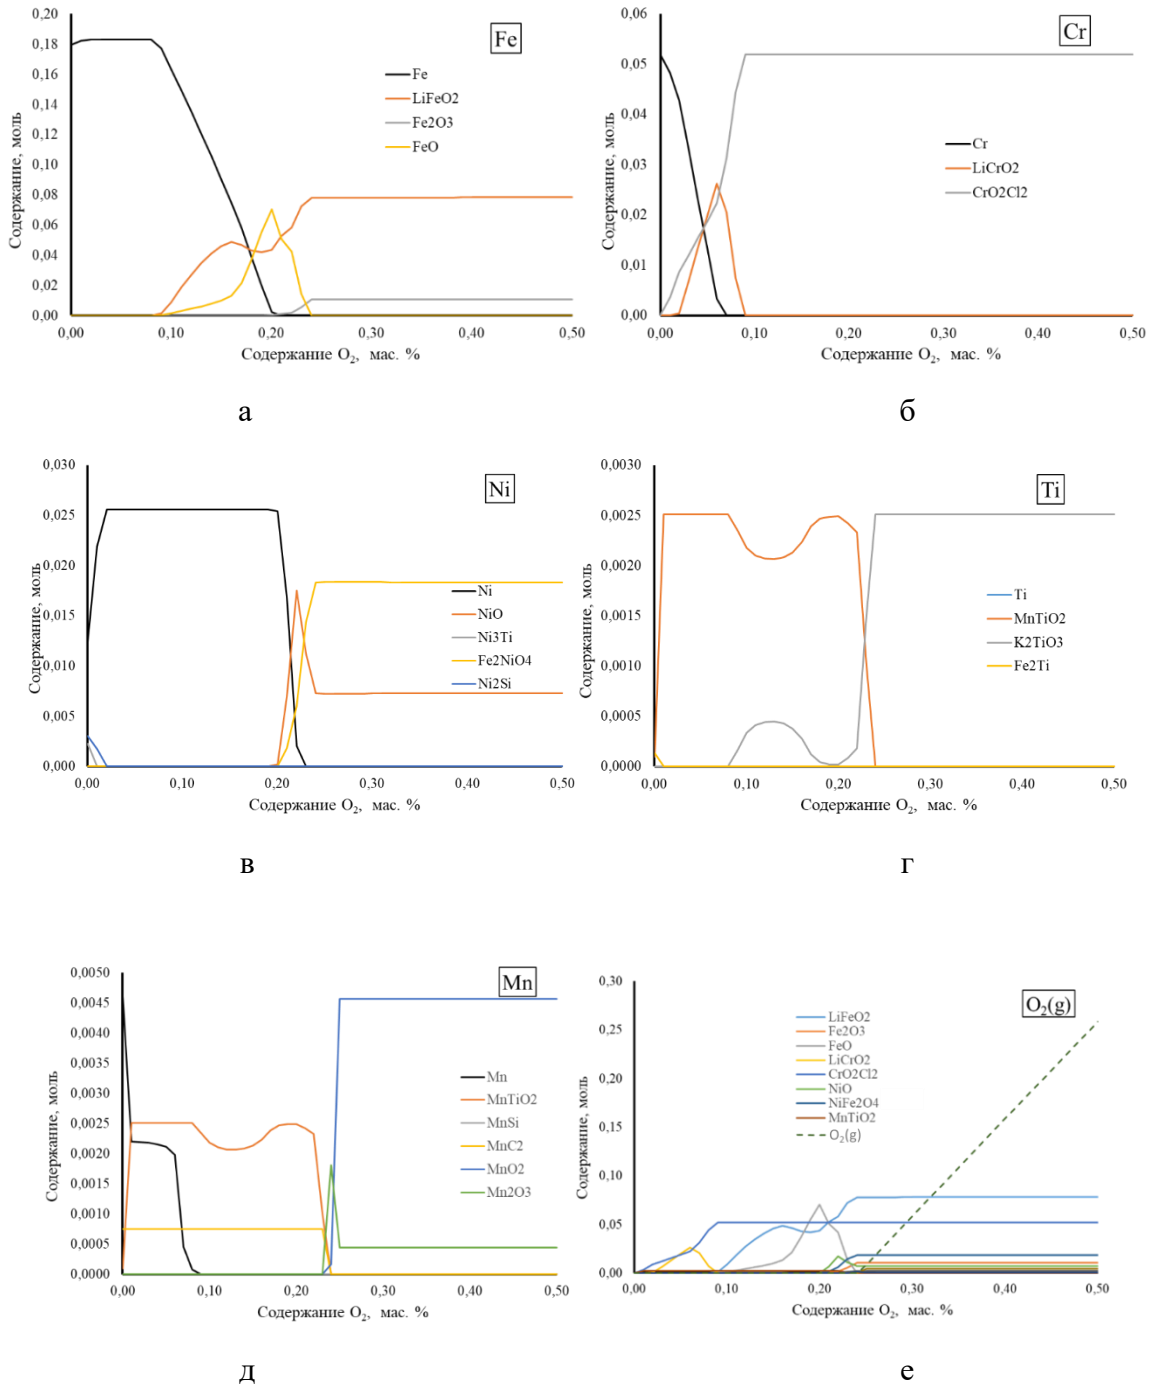 Fe
Содержание, моль
0,20
0,18
0,16
0,14
0,12
0,10
0,08
0,06
0,04
0,02
0,00
Fe
LiFeO2
Fe2O3
FeO
0,00 0,10 0,20 0,30 0,40 0,50
Содержание O2, мас. %
а
Cr
Содержание, моль
0,06
0,05
0,04
0,03
0,02
0,01
0,00
Cr
LiCrO2
CrO2Cl2
0,00 0,10 0,20 0,30 0,40 0,50
Содержание O2, мас. %
б
Ni
Содержание, моль
0,030
0,025
0,020
0,015
0,010
0,005
0,000
Ni
NiO
Ni3Ti
Fe2NiO4
Ni2Si
0,00 0,10 0,20 0,30 0,40 0,50
Содержание O2, мас. %
в
Ti
Содержание, моль
0,0030
0,0025
0,0020
0,0015
0,0010
0,0005
0,0000
Ti
MnTiO2
K2TiO3
Fe2Ti
0,00 0,10 0,20 0,30 0,40 0,50
Содержание O2, мас. %
г
Mn
Содержание, моль
0,0050
0,0045
0,0040
0,0035
0,0030
0,0025
0,0020
0,0015
0,0010
0,0005
0,0000
Mn
MnTiO2
MnSi
MnC2
MnO2
Mn2O3
0,00 0,10 0,20 0,30 0,40 0,50
Содержание O2, мас. %
д
O2(g)
Содержание, моль
0,30
0,25
0,20
0,15
0,10
0,05
0,00
LiFeO2
Fe2O3
FeO
LiCrO2
CrO2Cl2
NiO
NiFe2O4
MnTiO2
O2(g)
0,00 0,10 0,20 0,30 0,40 0,50
Содержание O2, мас. %
е